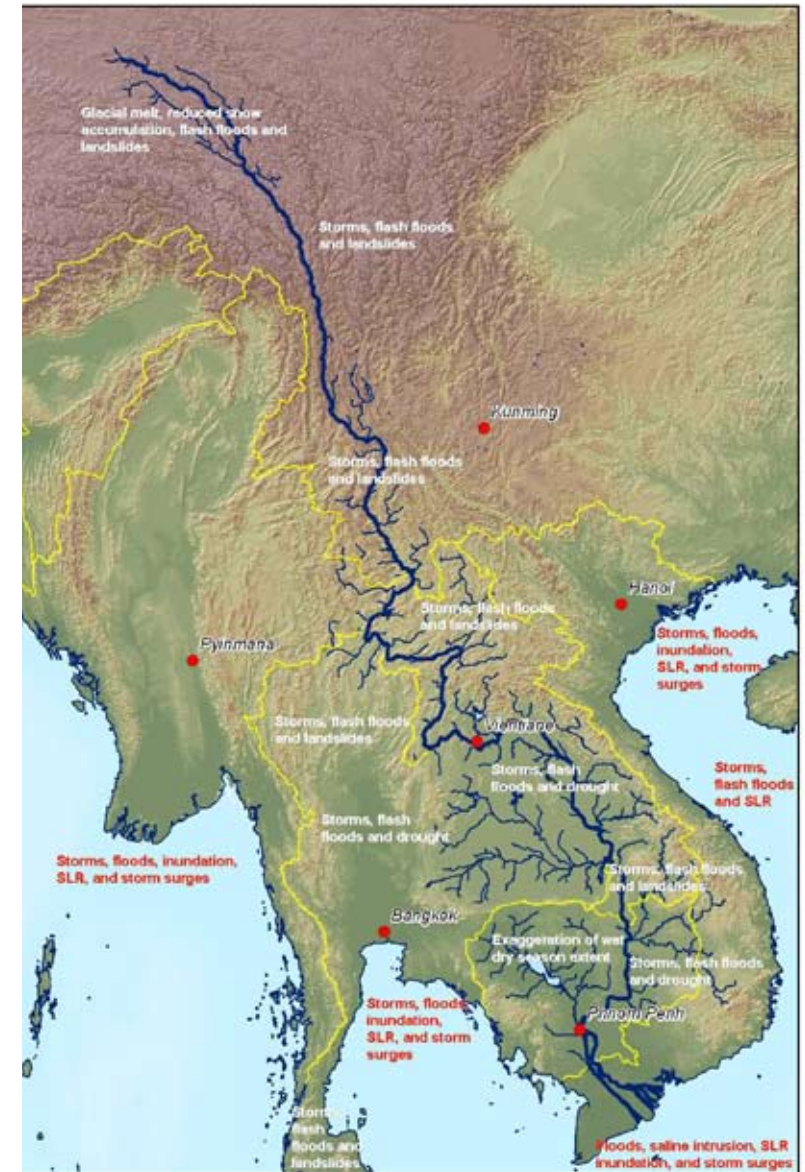 Glacial melt, reduced snow
accumulation, flash floods and
landslides
Storms, flash floods
and landslides
Kunming
Storms, flash floods
and landslides
Hanoi
Storms, flash floods
and landslides
Storms, floods,
inundation,
SLR, and storm
surges
Pyinmana
Storms, flash floods
and landslides
Vientiane
Storms, flash
floods and drought
Storms,
flash floods
and SLR
Storms, flash
floods and drought
Storms, floods, inundation,
SLR, and storm surges
Storms, flash floods
and landslides
Bangkok
Exaggeration of wet
dry season extent
Storms, flash floods
and drought
Storms, floods,
inundation,
SLR, and storm
surges
Phnom Penh
Storms,
flash
floods and
landslides
Floods, saline intrusion, SLR
inundation, and storm surges